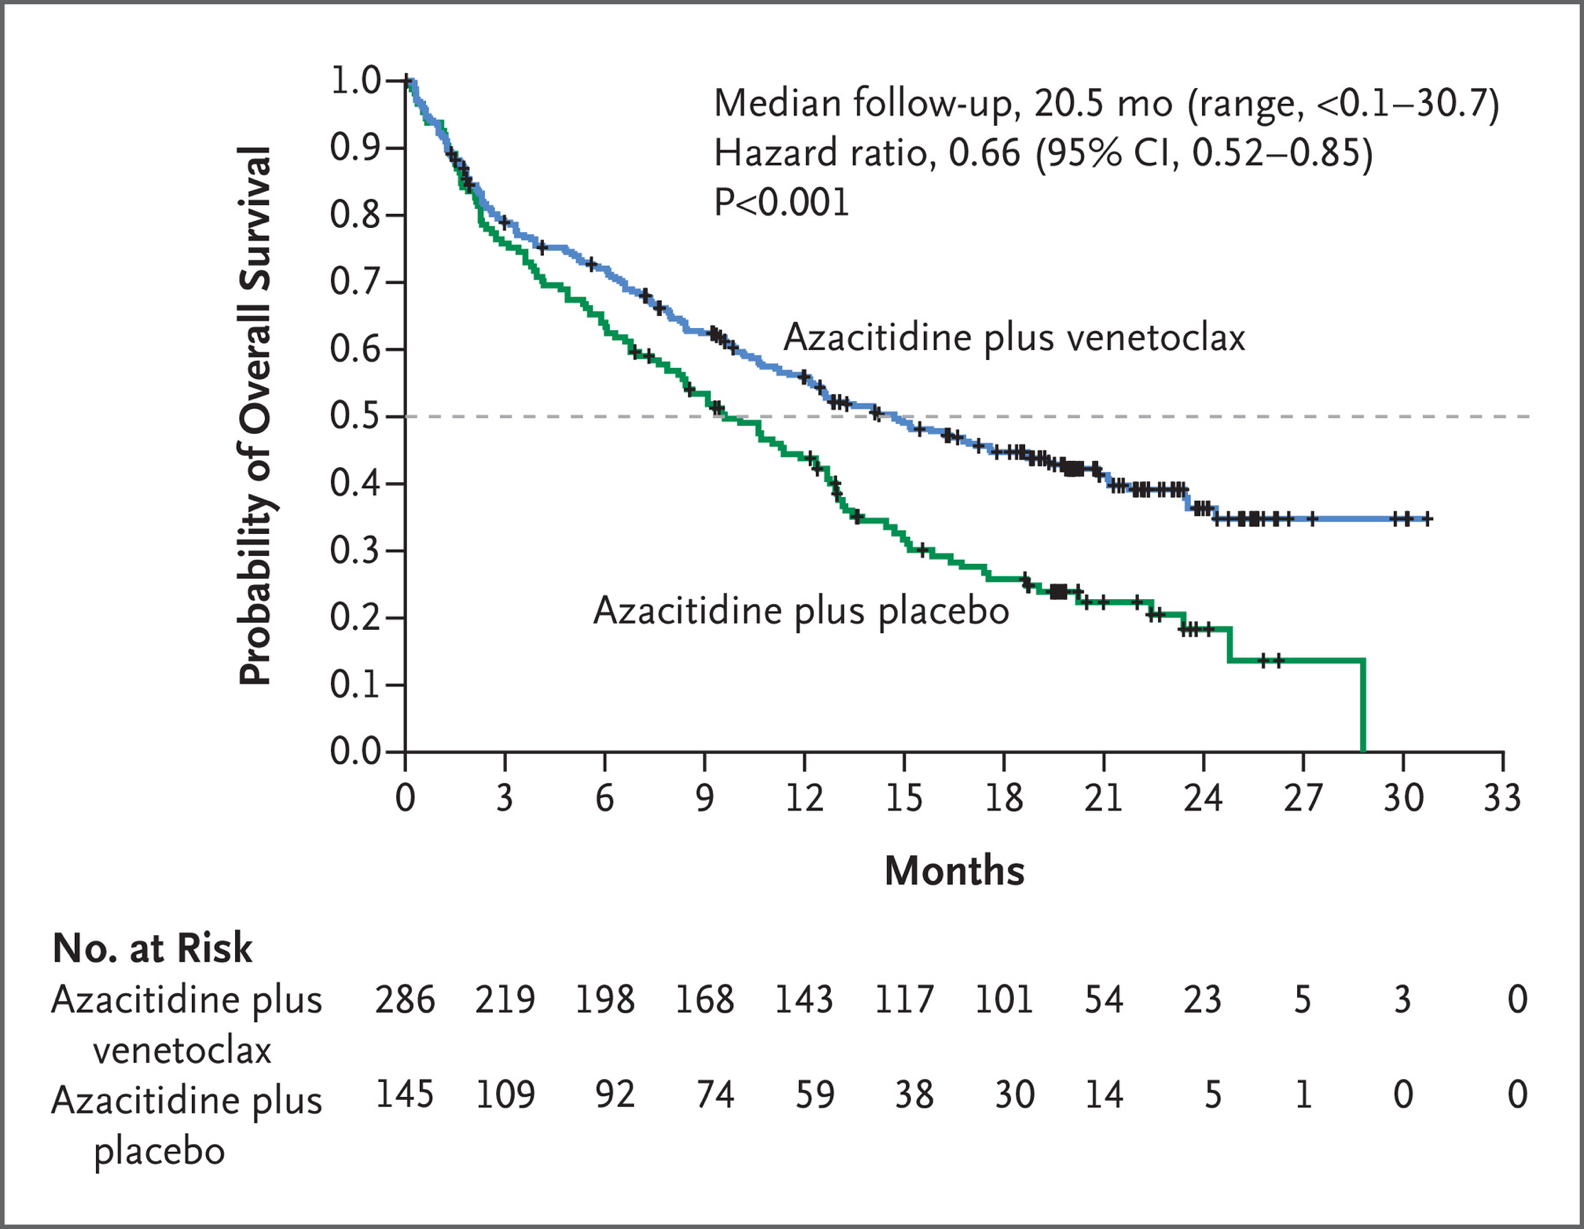 Median follow-up, 20.5 mo (range, <0.1–30.7)
Hazard ratio, 0.66 (95% CI, 0.52–0.85)
P<0.001
Probability of Overall Survival
1.0
0.9
0.8
0.7
0.6
0.5
0.4
0.3
0.2
0.1
0.0
Azacitidine plus venetoclax
Azacitidine plus placebo
0 3 6 9 12 15 18 21 24 27 30 33
Months
No. at Risk
Azacitidine plus 286 219 198 168 143 117 101 54 23 5 3 0
venetoclax
Azacitidine plus 145 109 92 74 59 38 30 14 5 1 0 0
placebo